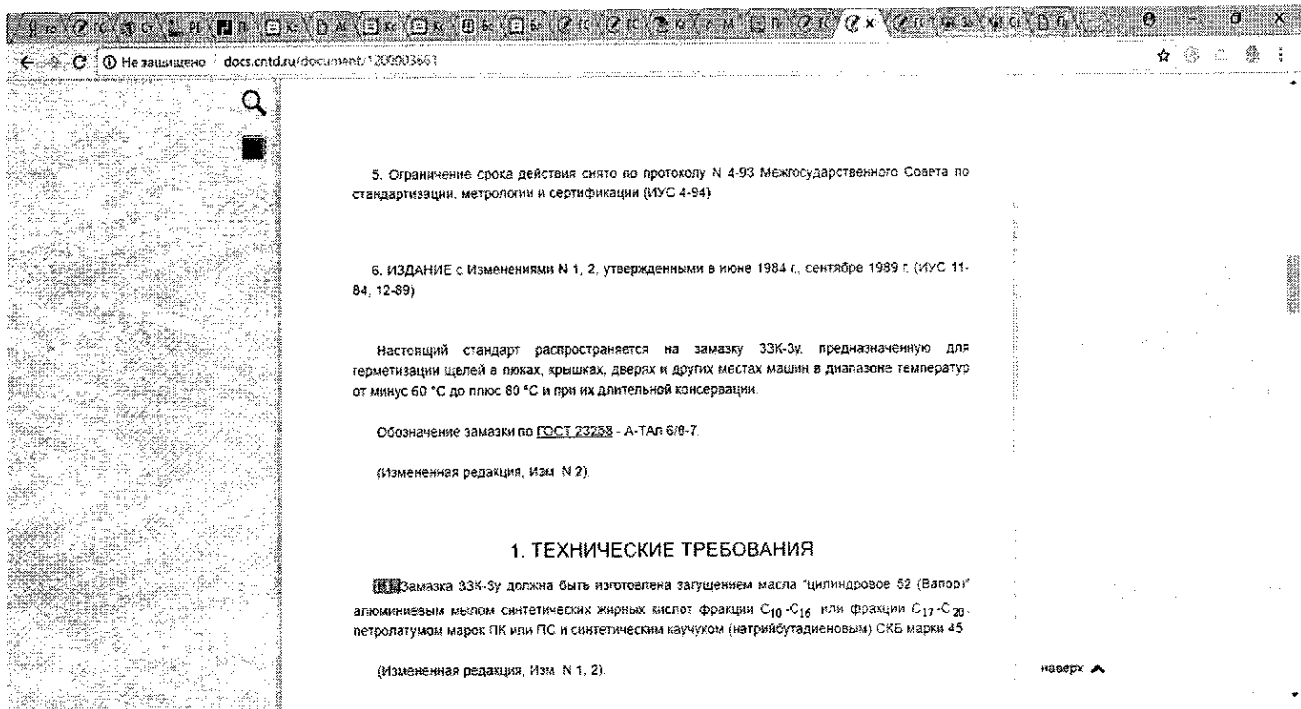 Не защищено docs.cntd.ru/document/1200003661
5. Ограничение срока действия снято по протоколу N 4-93 Межгосударственного Совета по
стандартизации, метрологии и сертификации (ИУС 4-94)
6. ИЗДАНИЕ с Изменениями N 1, 2, утвержденными в июне 1984 г., сентябре 1989 г. (ИУС 11-
84, 12-89)
Настоящий стандарт распространяется на замазку ЗЗК-3у, предназначенную для
герметизации щелей в люках, крышках, дверях и других местах машин в диапазоне температур
от минус 60 °С до плюс 80 °С и при их длительной консервации.
Обозначение замазки по ГОСТ 23258 - А-ТАл 6/8-7.
(Измененная редакция, Изм. N 2).
1. ТЕХНИЧЕСКИЕ ТРЕБОВАНИЯ
Замазка ЗЗК-3у должна быть изготовлена загущением масла "цилиндровое 52 (Вапор)"
алюминиевым мылом синтетических жирных кислот фракции С10-С16 или фракции С17-С20,
петролатумом марок ПК или ПС и синтетическим каучуком (натрийбутадиеновым) СКБ марки 45
(Измененная редакция, Изм. N 1, 2).
наверх